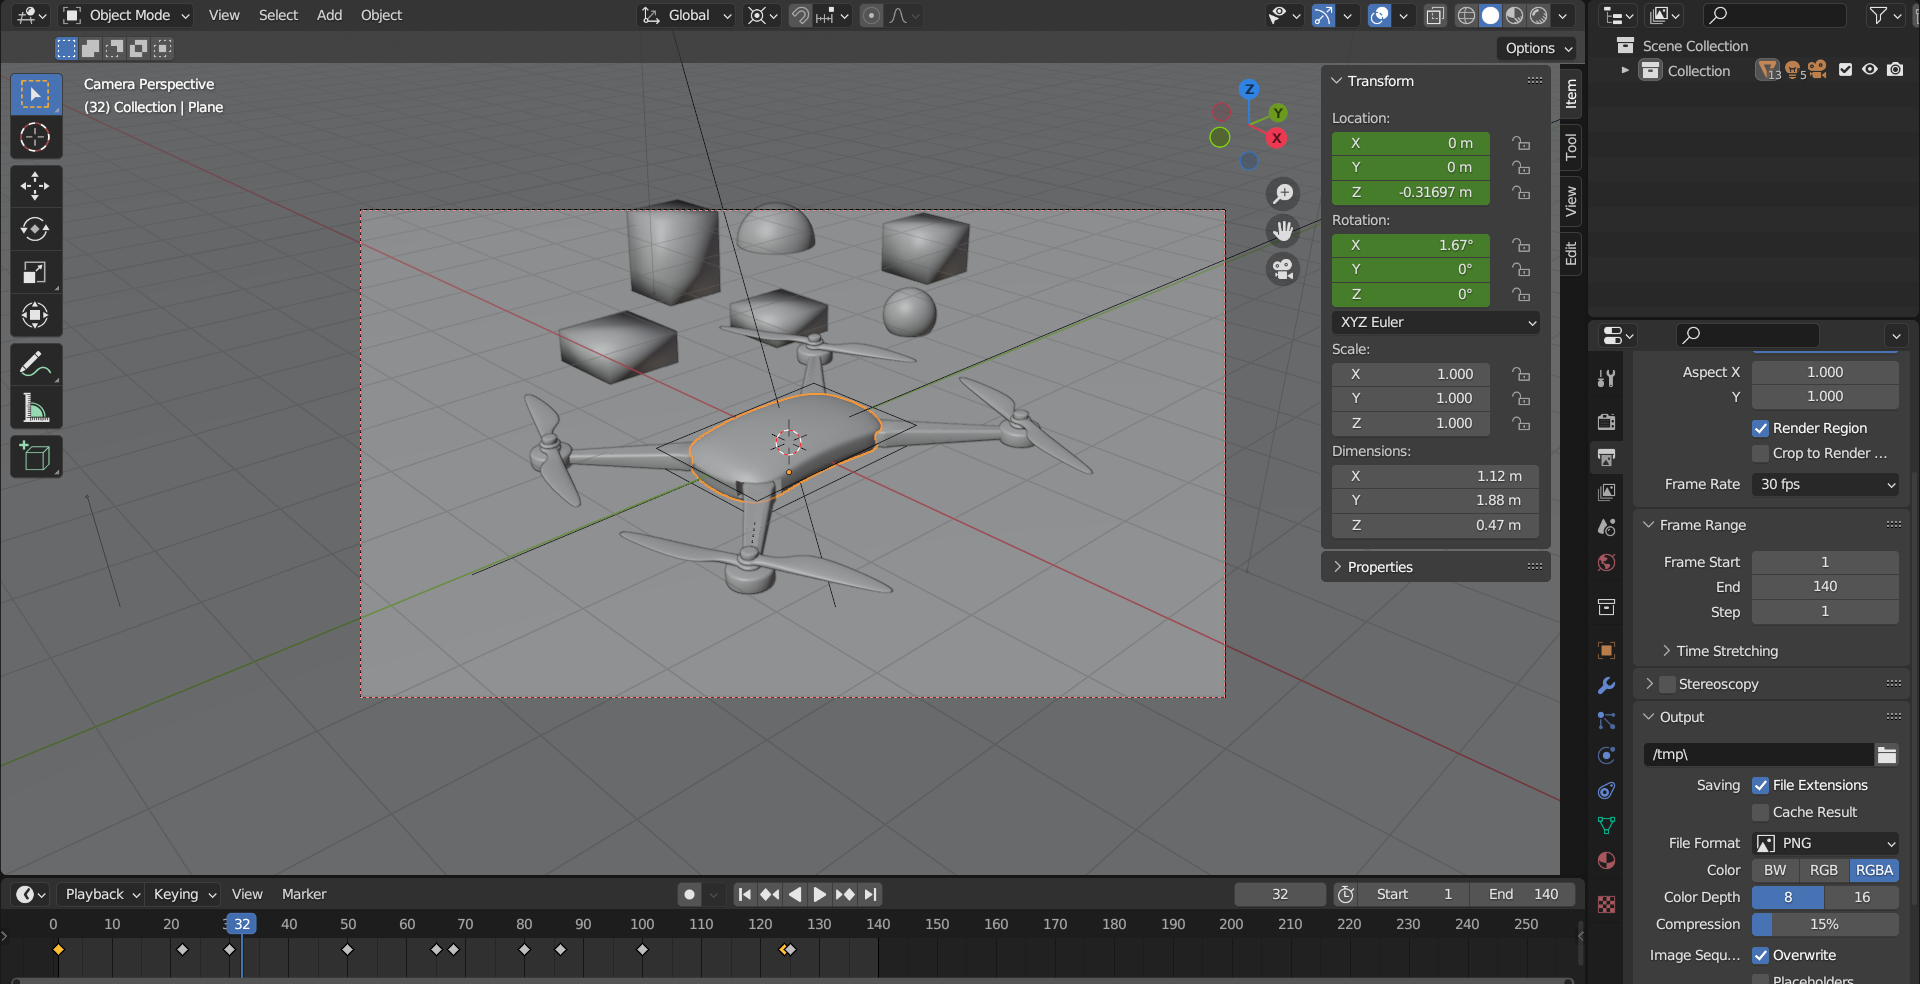 Object Mode View Select Add Object Global
Options
Camera Perspective
(32) Collection | Plane
Z
Y
X
Transform
Location:
X 0 m
Y 0 m
Z -0.31697 m
Rotation:
X 1.67°
Y 0°
Z 0°
XYZ Euler
Scale:
X 1.000
Y 1.000
Z 1.000
Dimensions:
X 1.12 m
Y 1.88 m
Z 0.47 m
Properties
Item
Tool
View
Edit
Scene Collection
Collection 13 5
Aspect X 1.000
Y 1.000
Render Region
Crop to Render ...
Frame Rate 30 fps
Frame Range
Frame Start 1
End 140
Step 1
Time Stretching
Stereoscopy
Output
/tmp\
Saving File Extensions
Cache Result
File Format PNG
Color BW RGB RGBA
Color Depth 8 16
Compression 15%
Image Sequ... Overwrite
Placeholders
Playback Keying View Marker 32 Start 1 End 140
0 10 20 32 40 50 60 70 80 90 100 110 120 130 140 150 160 170 180 190 200 210 220 230 240 250